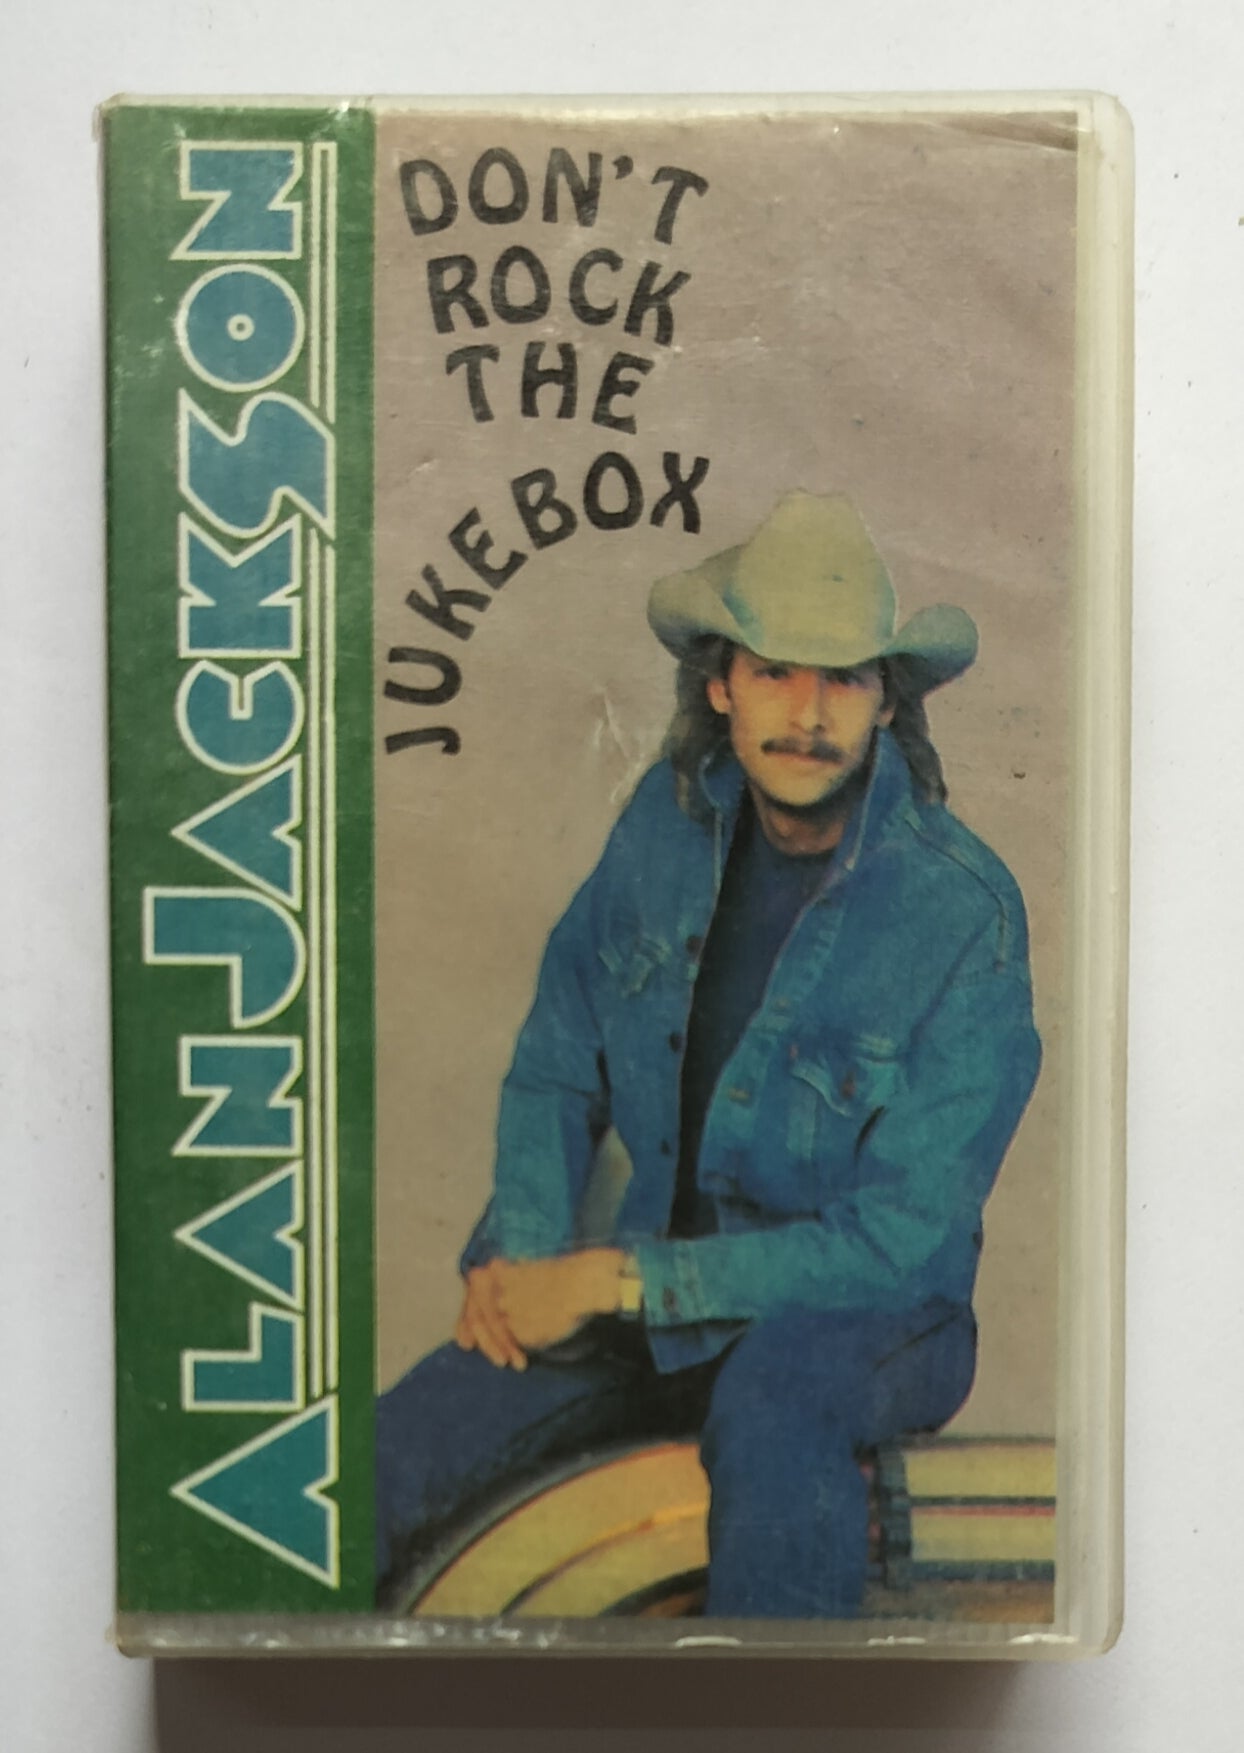 ALAN JACKSON
DON'T
ROCK
THE
JUKEBOX